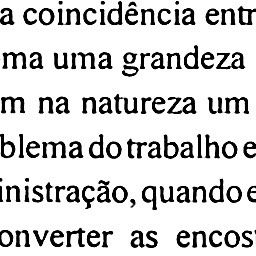 a coincidência entr
ma uma grandeza
m na natureza um
blema do trabalho e
inistração, quando e
onverter as encos